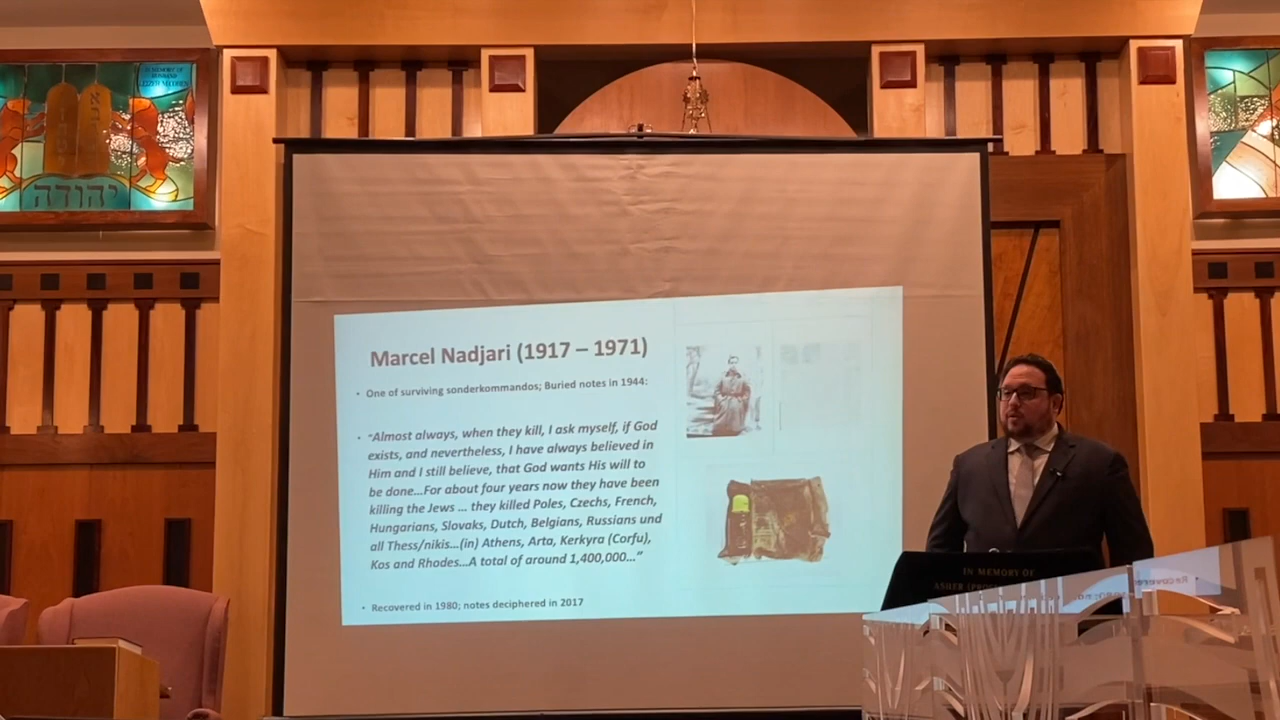 IN MEMORY OF
יהודה
Marcel Nadjari (1917 – 1971)
• One of surviving sonderkommandos; Buried notes in 1944:
• “Almost always, when they kill, I ask myself, if God
exists, and nevertheless, I have always believed in
Him and I still believe, that God wants His will to
be done...For about four years now they have been
killing the Jews ... they killed Poles, Czechs, French,
Hungarians, Slovaks, Dutch, Belgians, Russians und
all Thess/nikis...(in) Athens, Arta, Kerkyra (Corfu),
Kos and Rhodes...A total of around 1,400,000...”
• Recovered in 1980; notes deciphered in 2017
IN MEMORY OF
ASHER